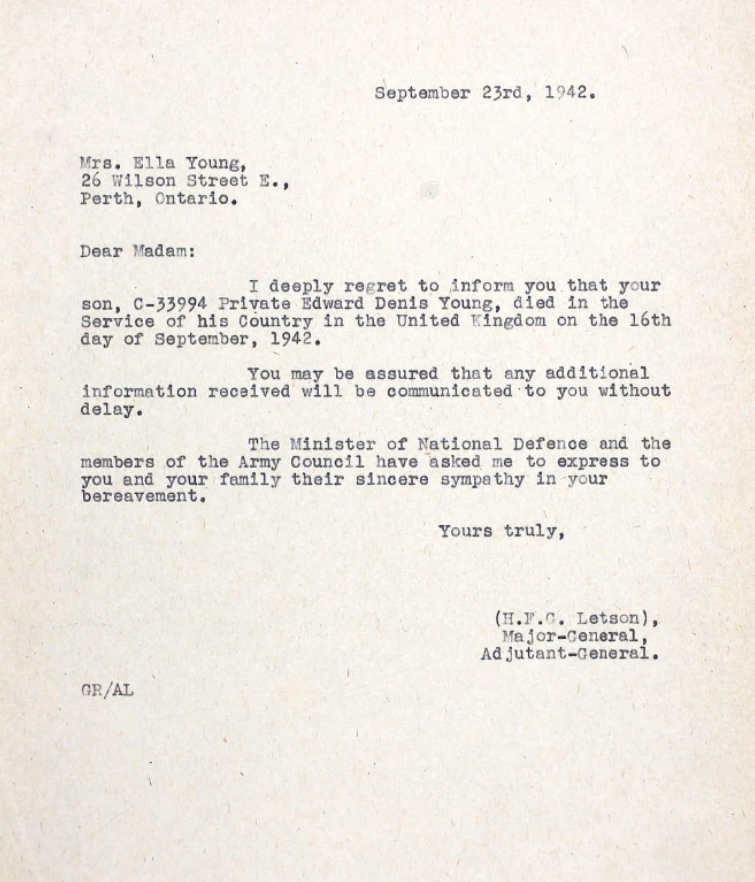 September 23rd, 1942.
Mrs. Ella Young,
26 Wilson Street E.,
Perth, Ontario.
Dear Madam:
I deeply regret to inform you that your
son, C-33994 Private Edward Denis Young, died in the
Service of his Country in the United Kingdom on the 16th
day of September, 1942.
You may be assured that any additional
information received will be communicated to you without
delay.
The Minister of National Defence and the
members of the Army Council have asked me to express to
you and your family their sincere sympathy in your
bereavement.
Yours truly,
(H.F.G. Letson),
Major-General,
Adjutant-General.
GR/AL